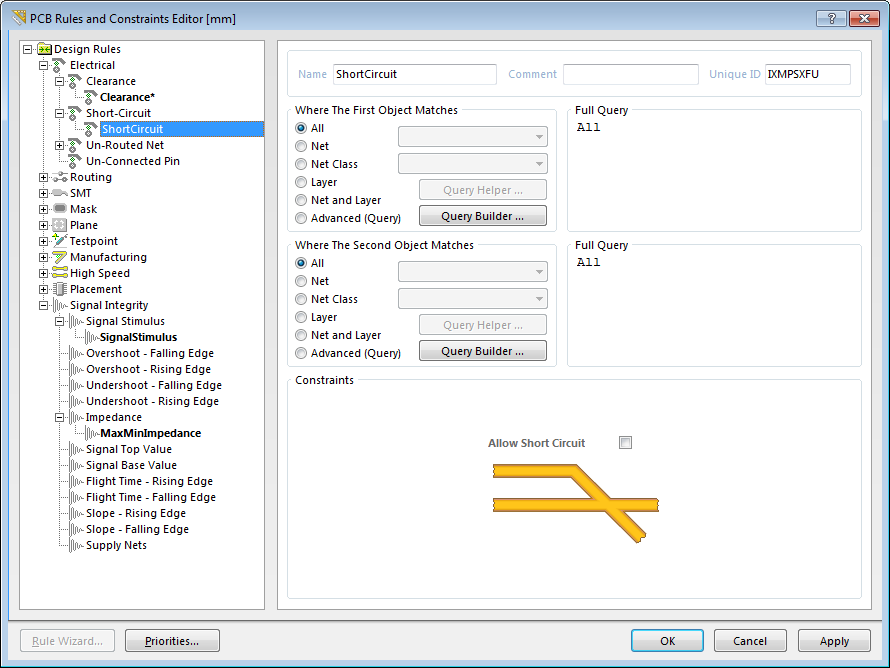 PCB Rules and Constraints Editor [mm]
Design Rules
Electrical
Clearance
Clearance*
Short-Circuit
ShortCircuit
Un-Routed Net
Un-Connected Pin
Routing
SMT
Mask
Plane
Testpoint
Manufacturing
High Speed
Placement
Signal Integrity
Signal Stimulus
SignalStimulus
Overshoot - Falling Edge
Overshoot - Rising Edge
Undershoot - Falling Edge
Undershoot - Rising Edge
Impedance
MaxMinImpedance
Signal Top Value
Signal Base Value
Flight Time - Rising Edge
Flight Time - Falling Edge
Slope - Rising Edge
Slope - Falling Edge
Supply Nets
Name ShortCircuit Comment Unique ID IXMPSXFU
Where The First Object Matches
All
Net
Net Class
Layer
Net and Layer
Advanced (Query)
Query Helper ...
Query Builder ...
Full Query
All
Where The Second Object Matches
All
Net
Net Class
Layer
Net and Layer
Advanced (Query)
Query Helper ...
Query Builder ...
Full Query
All
Constraints
Allow Short Circuit
Rule Wizard... Priorities... OK Cancel Apply